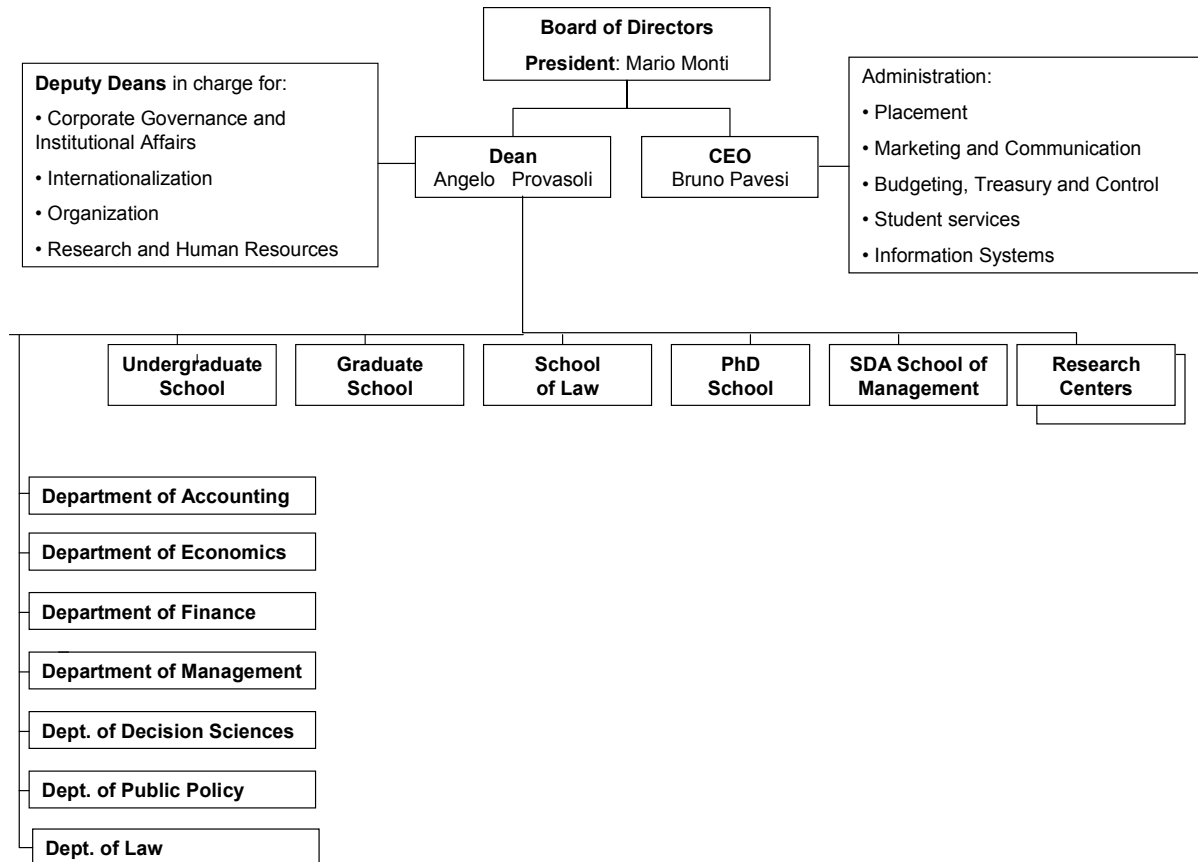 Board of Directors
President: Mario Monti
Deputy Deans in charge for:
• Corporate Governance and
Institutional Affairs
• Internationalization
• Organization
• Research and Human Resources
Dean
Angelo Provasoli
CEO
Bruno Pavesi
Administration:
• Placement
• Marketing and Communication
• Budgeting, Treasury and Control
• Student services
• Information Systems
Undergraduate
School
Graduate
School
School
of Law
PhD
School
SDA School of
Management
Research
Centers
Department of Accounting
Department of Economics
Department of Finance
Department of Management
Dept. of Decision Sciences
Dept. of Public Policy
Dept. of Law